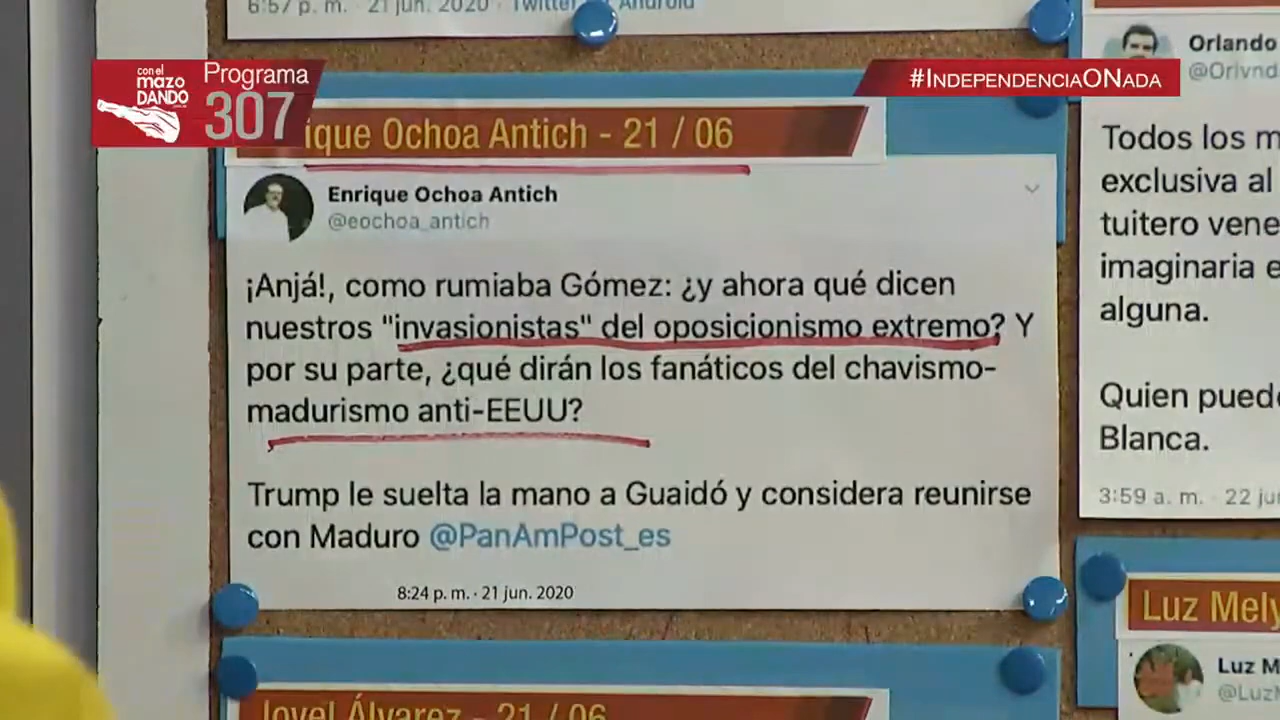 6:57 p. m. · 21 jun. 2020 · Twitter Android
con el
mazo
DANDO
Programa
307
#INDEPENDENCIAONADA
ique Ochoa Antich - 21 / 06
Enrique Ochoa Antich
@eochoa_antich
¡Anjá!, como rumiaba Gómez: ¿y ahora qué dicen
nuestros "invasionistas" del oposicionismo extremo? Y
por su parte, ¿qué dirán los fanáticos del chavismo-
madurismo anti-EEUU?
Trump le suelta la mano a Guaidó y considera reunirse
con Maduro @PanAmPost_es
8:24 p. m. · 21 jun. 2020
Jovel Álvarez - 21 / 06
Orlando
@Orlvnd
Todos los m
exclusiva al
tuitero vene
imaginaria e
alguna.
Quien pued
Blanca.
3:59 a. m. · 22 ju
Luz Mely
Luz M
@Luz